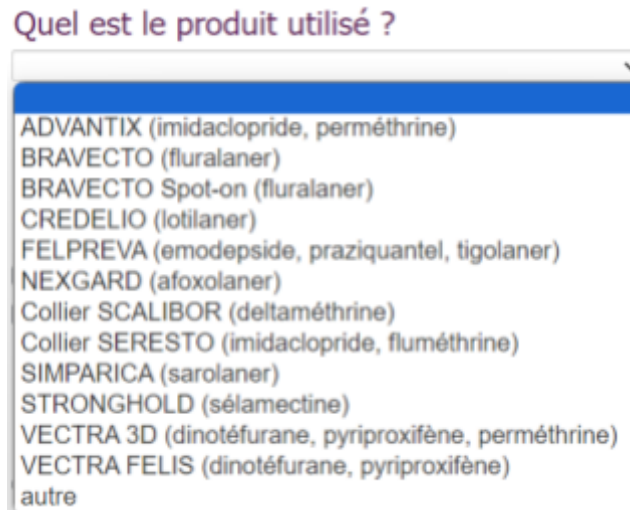 Quel est le produit utilisé ?
ADVANTIX (imidaclopride, perméthrine)
BRAVECTO (fluralaner)
BRAVECTO Spot-on (fluralaner)
CREDELIO (lotilaner)
FELPREVA (emodepside, praziquantel, tigolaner)
NEXGARD (afoxolaner)
Collier SCALIBOR (deltaméthrine)
Collier SERESTO (imidaclopride, fluméthrine)
SIMPARICA (sarolaner)
STRONGHOLD (sélamectine)
VECTRA 3D (dinotéfurane, pyriproxifène, perméthrine)
VECTRA FELIS (dinotéfurane, pyriproxifène)
autre